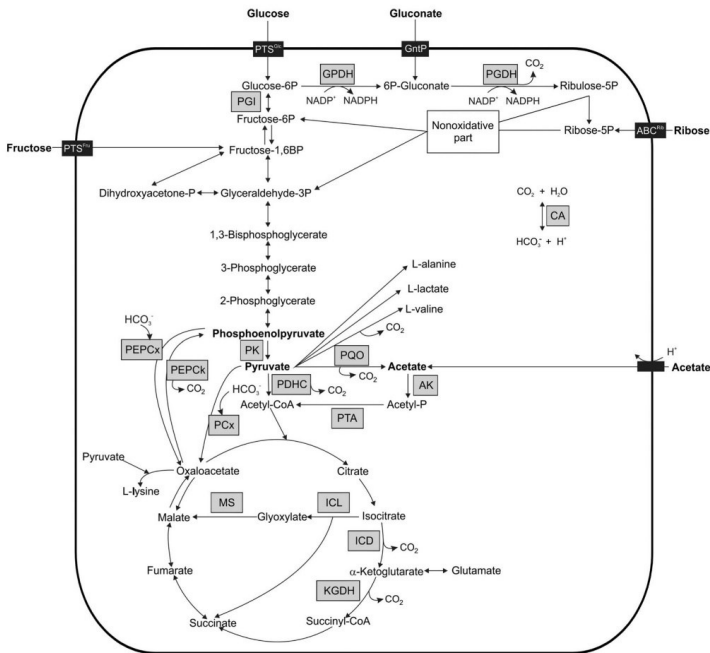 Glucose
Gluconate
PTS^Glc
GntP
CO₂
GPDH
PGDH
Glucose-6P
6P-Gluconate
Ribulose-5P
NADP⁺
NADPH
NADP⁺
NADPH
PGI
Fructose-6P
Nonoxidative
part
Ribose-5P
ABC^Rib
Ribose
Fructose
PTS^Fru
Fructose-1,6BP
Dihydroxyacetone-P
Glyceraldehyde-3P
CO₂ + H₂O
CA
HCO₃⁻ + H⁺
1,3-Bisphosphoglycerate
3-Phosphoglycerate
L-alanine
L-lactate
2-Phosphoglycerate
L-valine
HCO₃⁻
CO₂
Phosphoenolpyruvate
PEPCx
PK
PQO
H⁺
PEPCk
Pyruvate
Acetate
Acetate
CO₂
CO₂
HCO₃⁻
PDHC
CO₂
AK
Acetyl-CoA
Acetyl-P
PCx
PTA
Pyruvate
Oxaloacetate
Citrate
L-lysine
MS
ICL
Malate
Glyoxylate
Isocitrate
ICD
CO₂
Fumarate
α-Ketoglutarate
Glutamate
KGDH
CO₂
Succinate
Succinyl-CoA